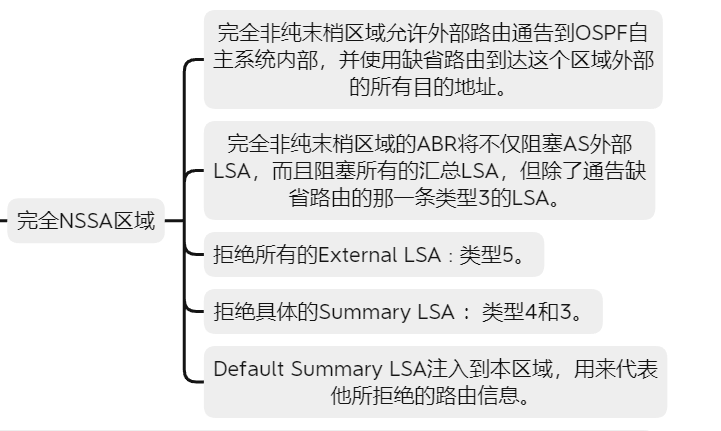 完全非纯末梢区域允许外部路由通告到OSPF自
主系统内部，并使用缺省路由到达这个区域外部
的所有目的地址。
完全非纯末梢区域的ABR将不仅阻塞AS外部
LSA，而且阻塞所有的汇总LSA，但除了通告缺
省路由的那一条类型3的LSA。
完全NSSA区域
拒绝所有的External LSA : 类型5。
拒绝具体的Summary LSA ： 类型4和3。
Default Summary LSA注入到本区域，用来代表
他所拒绝的路由信息。